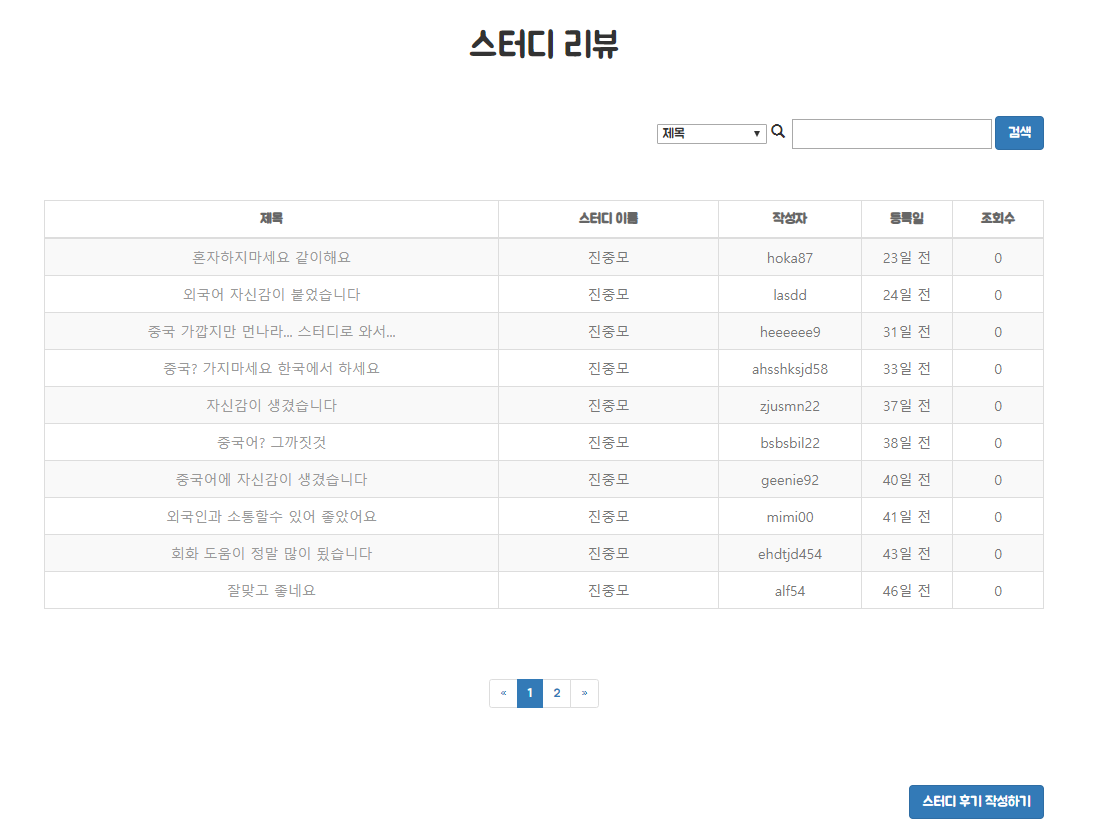 스터디 리뷰
제목 ▼ 검색
제목 스터디 이름 작성자 등록일 조회수
혼자하지마세요 같이해요 진중모 hoka87 23일 전 0
외국어 자신감이 붙었습니다 진중모 lasdd 24일 전 0
중국 가깝지만 먼나라... 스터디로 와서... 진중모 heeeeee9 31일 전 0
중국? 가지마세요 한국에서 하세요 진중모 ahsshksjd58 33일 전 0
자신감이 생겼습니다 진중모 zjusmn22 37일 전 0
중국어? 그까짓것 진중모 bsbsbil22 38일 전 0
중국어에 자신감이 생겼습니다 진중모 geenie92 40일 전 0
외국인과 소통할수 있어 좋았어요 진중모 mimi00 41일 전 0
회화 도움이 정말 많이 됬습니다 진중모 ehdtjd454 43일 전 0
잘맞고 좋네요 진중모 alf54 46일 전 0
« 1 2 »
스터디 후기 작성하기